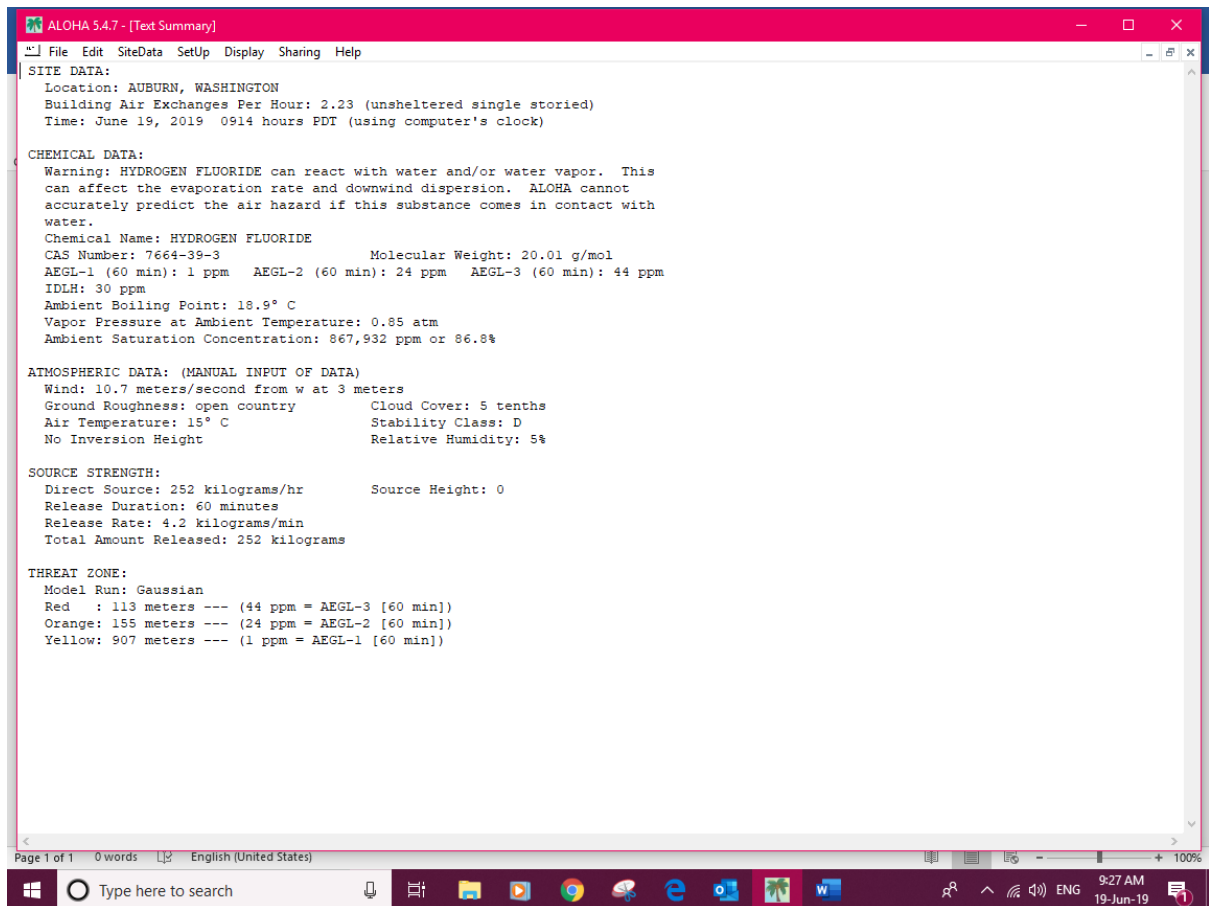 ALOHA 5.4.7 - [Text Summary]
File Edit SiteData SetUp Display Sharing Help
SITE DATA:
Location: AUBURN, WASHINGTON
Building Air Exchanges Per Hour: 2.23 (unsheltered single storied)
Time: June 19, 2019 0914 hours PDT (using computer's clock)
CHEMICAL DATA:
Warning: HYDROGEN FLUORIDE can react with water and/or water vapor. This
can affect the evaporation rate and downwind dispersion. ALOHA cannot
accurately predict the air hazard if this substance comes in contact with
water.
Chemical Name: HYDROGEN FLUORIDE
CAS Number: 7664-39-3 Molecular Weight: 20.01 g/mol
AEGL-1 (60 min): 1 ppm AEGL-2 (60 min): 24 ppm AEGL-3 (60 min): 44 ppm
IDLH: 30 ppm
Ambient Boiling Point: 18.9° C
Vapor Pressure at Ambient Temperature: 0.85 atm
Ambient Saturation Concentration: 867,932 ppm or 86.8%
ATMOSPHERIC DATA: (MANUAL INPUT OF DATA)
Wind: 10.7 meters/second from w at 3 meters
Ground Roughness: open country Cloud Cover: 5 tenths
Air Temperature: 15° C Stability Class: D
No Inversion Height Relative Humidity: 5%
SOURCE STRENGTH:
Direct Source: 252 kilograms/hr Source Height: 0
Release Duration: 60 minutes
Release Rate: 4.2 kilograms/min
Total Amount Released: 252 kilograms
THREAT ZONE:
Model Run: Gaussian
Red : 113 meters --- (44 ppm = AEGL-3 [60 min])
Orange: 155 meters --- (24 ppm = AEGL-2 [60 min])
Yellow: 907 meters --- (1 ppm = AEGL-1 [60 min])
Page 1 of 1 0 words English (United States) - + 100%
Type here to search ENG 9:27 AM
19-Jun-19 1